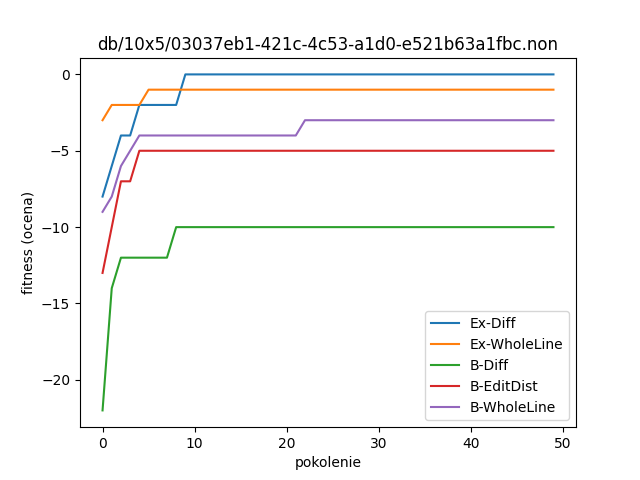 db/10x5/03037eb1-421c-4c53-a1d0-e521b63a1fbc.non
fitness (ocena)
0
−5
−10
−15
−20
0
10
20
30
40
50
pokolenie
Ex-Diff
Ex-WholeLine
B-Diff
B-EditDist
B-WholeLine